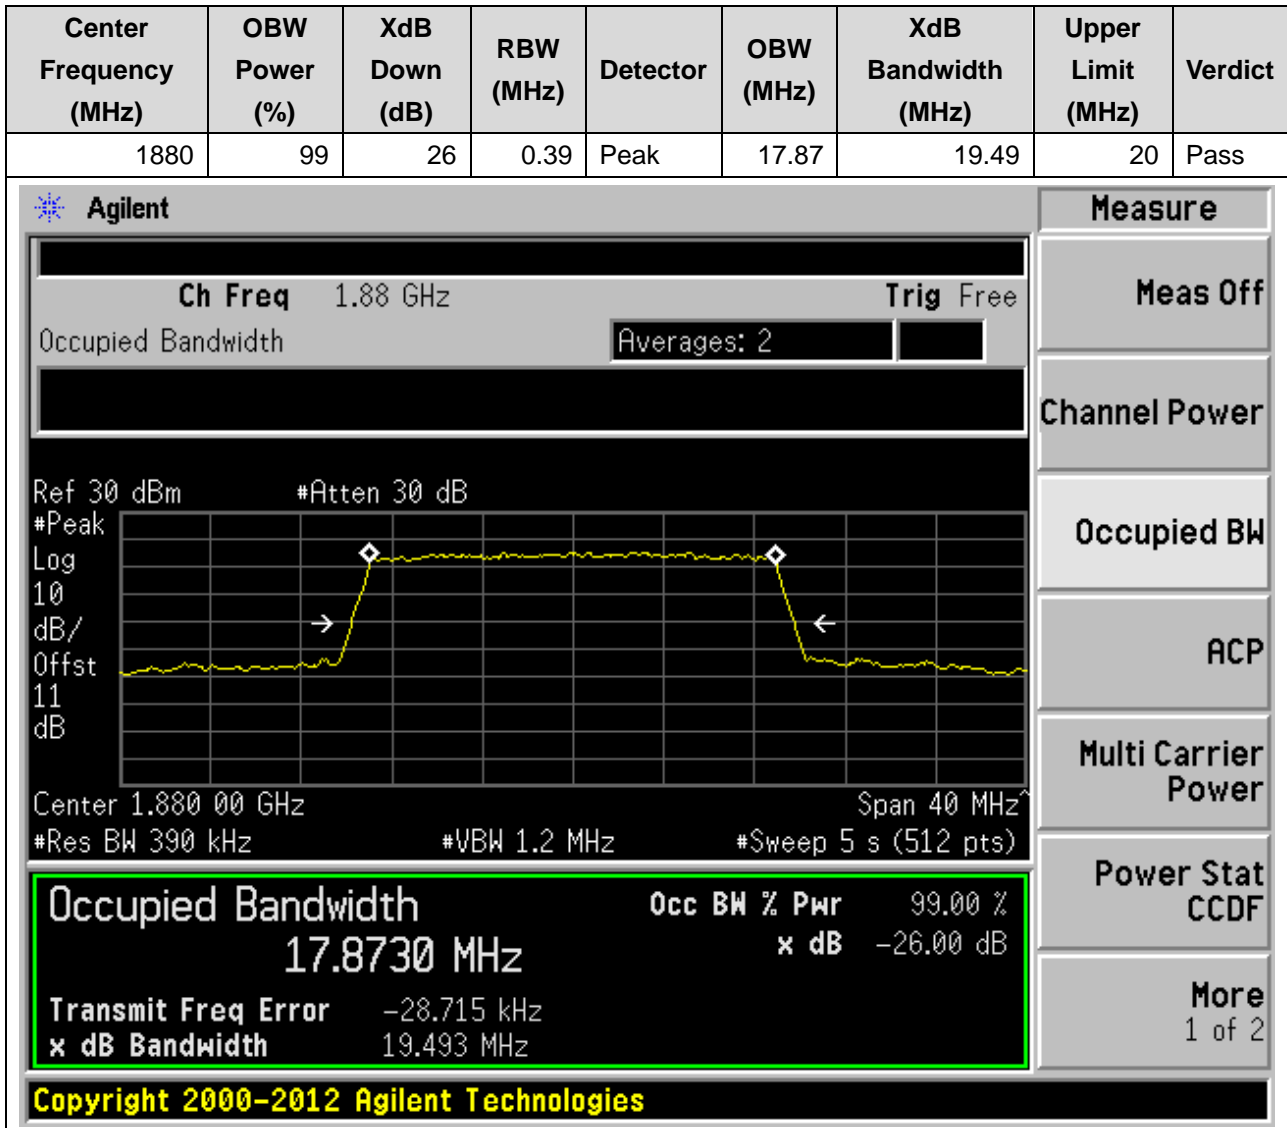 Center Frequency (MHz) OBW Power (%) XdB Down (dB) RBW (MHz) Detector OBW (MHz) XdB Bandwidth (MHz) Upper Limit (MHz) Verdict
1880 99 26 0.39 Peak 17.87 19.49 20 Pass
Agilent
Measure
Ch Freq 1.88 GHz Trig Free
Occupied Bandwidth Averages: 2
Meas Off
Channel Power
Occupied BW
ACP
Multi Carrier
Power
Power Stat
CCDF
More
1 of 2
Ref 30 dBm #Atten 30 dB
#Peak
Log
10
dB/
Offst
11
dB
Center 1.880 00 GHz Span 40 MHz^
#Res BW 390 kHz #VBW 1.2 MHz #Sweep 5 s (512 pts)
Occupied Bandwidth Occ BW % Pwr 99.00 %
17.8730 MHz x dB -26.00 dB
Transmit Freq Error -28.715 kHz
x dB Bandwidth 19.493 MHz
Copyright 2000-2012 Agilent Technologies